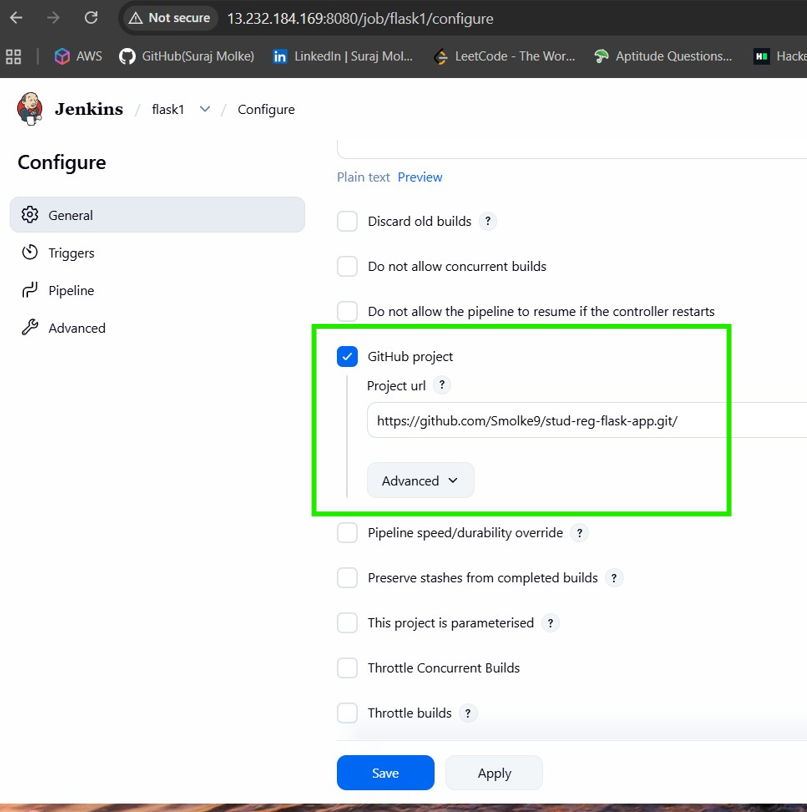 Not secure 13.232.184.169:8080/job/flask1/configure
AWS GitHub(Suraj Molke) LinkedIn | Suraj Mol... LeetCode - The Wor... Aptitude Questions... Hacke
Jenkins / flask1 / Configure
Configure
General
Triggers
Pipeline
Advanced
Plain text Preview
Discard old builds ?
Do not allow concurrent builds
Do not allow the pipeline to resume if the controller restarts
GitHub project
Project url ?
https://github.com/Smolke9/stud-reg-flask-app.git/
Advanced
Pipeline speed/durability override ?
Preserve stashes from completed builds ?
This project is parameterised ?
Throttle Concurrent Builds
Throttle builds ?
Save Apply